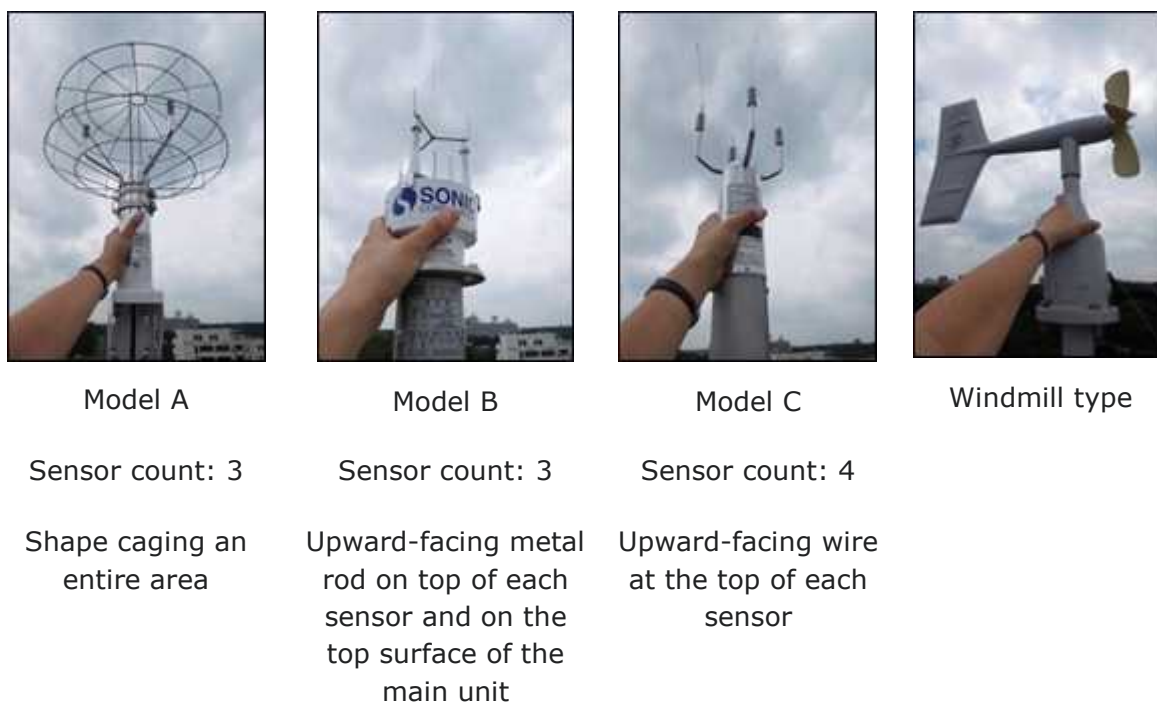 SONIC
Model A
Sensor count: 3
Shape caging an
entire area
Model B
Sensor count: 3
Upward-facing metal
rod on top of each
sensor and on the
top surface of the
main unit
Model C
Sensor count: 4
Upward-facing wire
at the top of each
sensor
Windmill type